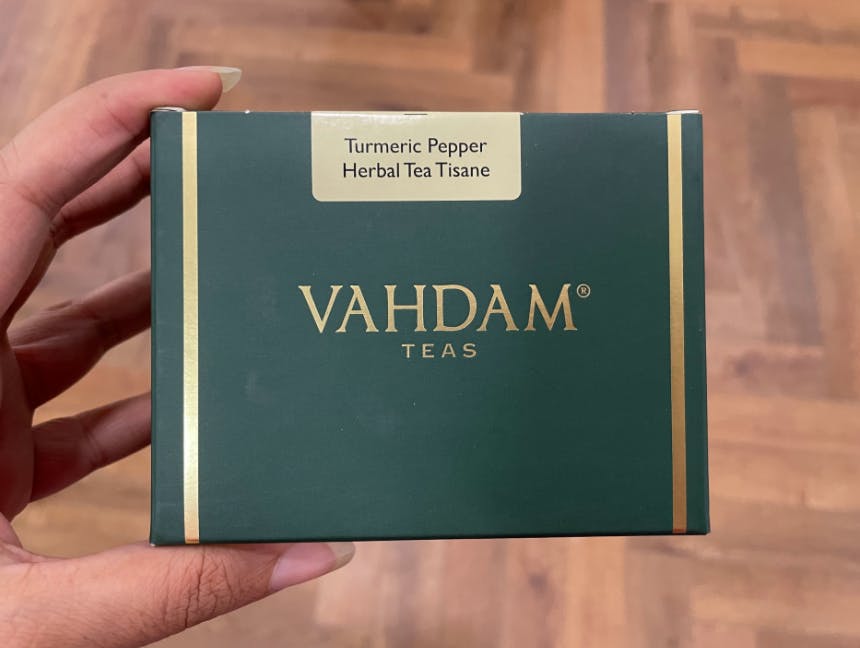 Turmeric Pepper
Herbal Tea Tisane
VAHDAM®
TEAS